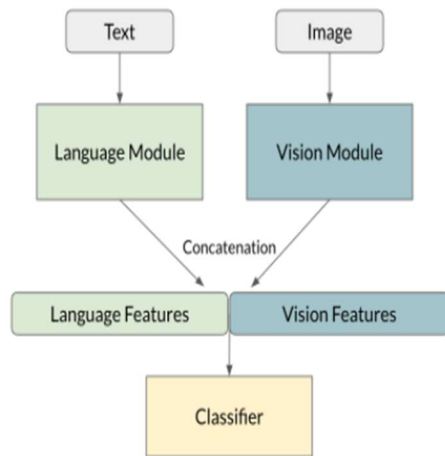 Text
Image
Language Module
Vision Module
Concatenation
Language Features
Vision Features
Classifier